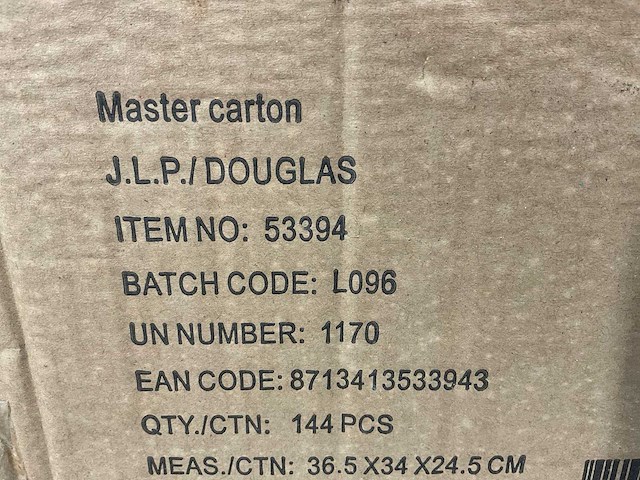 Master carton
J.L.P./ DOUGLAS
ITEM NO: 53394
BATCH CODE: L096
UN NUMBER: 1170
EAN CODE: 8713413533943
QTY./CTN: 144 PCS
MEAS./CTN: 36.5 X34 X24.5 CM